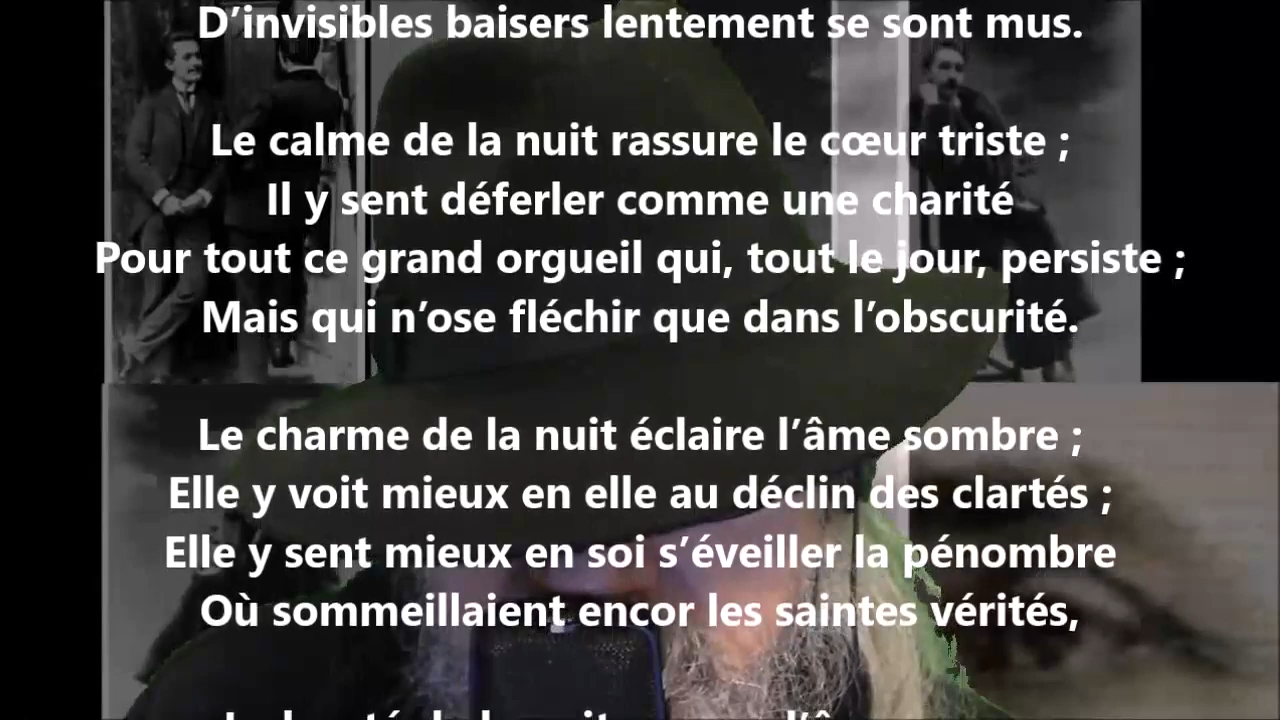 D’invisibles baisers lentement se sont mus.
Le calme de la nuit rassure le cœur triste ;
Il y sent déferler comme une charité
Pour tout ce grand orgueil qui, tout le jour, persiste ;
Mais qui n’ose fléchir que dans l’obscurité.
Le charme de la nuit éclaire l’âme sombre ;
Elle y voit mieux en elle au déclin des clartés ;
Elle y sent mieux en soi s’éveiller la pénombre
Où sommeillaient encor les saintes vérités,